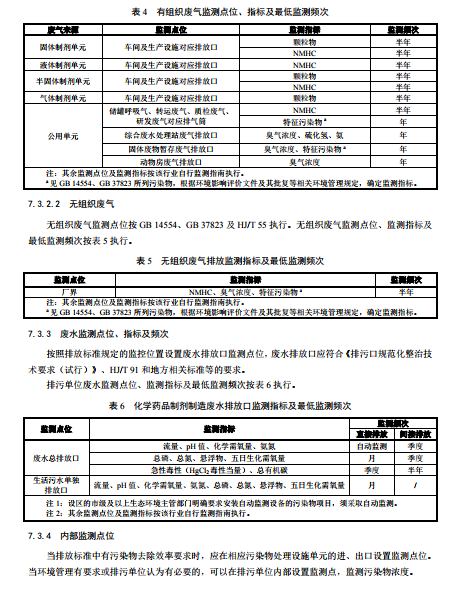 表 4 有组织废气监测点位、指标及最低监测频次
废气来源 监测点位 监测指标 监测频次
固体制剂单元 车间及生产设施对应排放口 颗粒物 半年
NMHC 半年
液体制剂单元 车间及生产设施对应排放口 NMHC 半年
半固体制剂单元 车间及生产设施对应排放口 颗粒物 半年
NMHC 半年
气体制剂单元 车间及生产设施对应排放口 NMHC 半年
公用单元 储罐呼吸气、转运废气、质检废气、研发废气对应排气筒 NMHC 半年
特征污染物a 年
综合废水处理站废气排放口 臭气浓度、硫化氢、氨 年
固体废物暂存废气排放口 臭气浓度、特征污染物a 年
动物房废气排放口 臭气浓度 年
注：其余监测点位及监测指标按该行业自行监测指南执行。
a 见 GB 14554、GB 37823 所列污染物，根据环境影响评价文件及其批复等相关环境管理规定，确定监测指标。
7.3.2.2 无组织废气
无组织废气监测点位按 GB 14554、GB 37823 及 HJ/T 55 执行。无组织废气监测点位、监测指标及
最低监测频次按表 5 执行。
表 5 无组织废气排放监测指标及最低监测频次
监测点位 监测指标 监测频次
厂界 NMHC、臭气浓度、特征污染物a 半年
注：其余监测点位及监测指标按该行业自行监测指南执行。
a 见 GB 14554、GB 37823 所列污染物，根据环境影响评价文件及其批复等相关环境管理规定，确定监测指标。
7.3.3 废水监测点位、指标及频次
按照排放标准规定的监控位置设置废水排放口监测点位，废水排放口应符合《排污口规范化整治技
术要求（试行）》、HJ/T 91 和地方相关标准等的要求。
排污单位废水监测点位、监测指标及最低监测频次按表 6 执行。
表 6 化学药品制剂制造废水排放口监测指标及最低监测频次
监测点位 监测指标 监测频次
直接排放 间接排放
废水总排放口 流量、pH 值、化学需氧量、氨氮 自动监测 季度
总磷、总氮、悬浮物、五日生化需氧量 月 季度
急性毒性（HgCl2 毒性当量）、总有机碳 季度 半年
生活污水单独
排放口 流量、pH 值、化学需氧量、氨氮、总磷、总氮、悬浮物、五日生化需氧量 月 /
注 1：设区的市级及以上生态环境主管部门明确要求安装自动监测设备的污染物项目，须采取自动监测。
注 2：其余监测点位及监测指标按该行业自行监测指南执行。
7.3.4 内部监测点位
当排放标准中有污染物去除效率要求时，应在相应污染物处理设施单元的进、出口设置监测点位。
当环境管理有要求或排污单位认为有必要的，可以在排污单位内部设置监测点，监测污染物浓度。